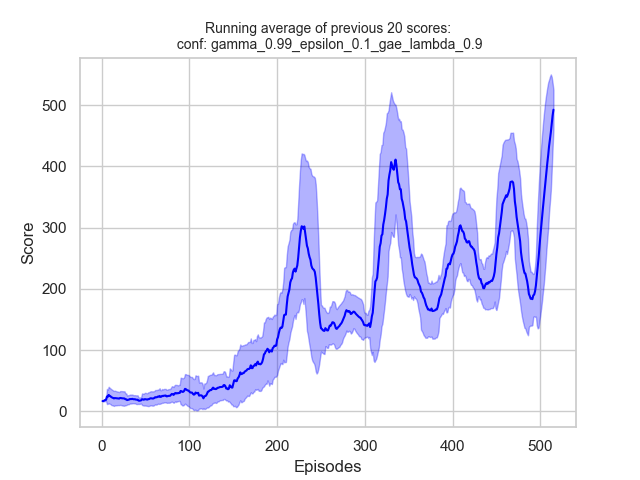 Running average of previous 20 scores:
conf: gamma_0.99_epsilon_0.1_gae_lambda_0.9
Score
500
400
300
200
100
0
0 100 200 300 400 500
Episodes